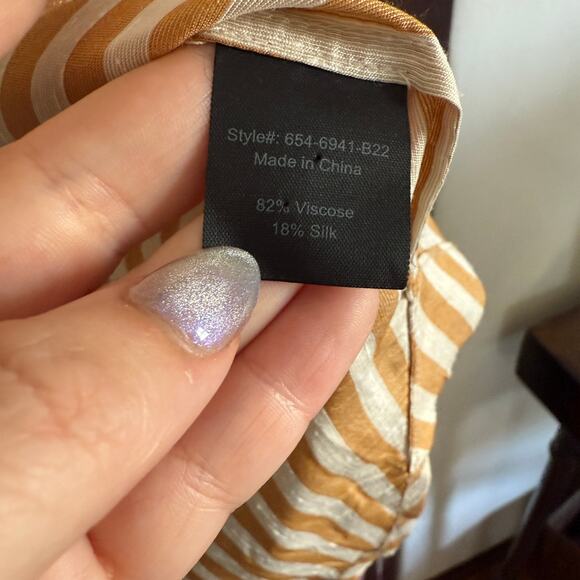 Style#: 654-6941-B22
Made in China
82% Viscose
18% Silk